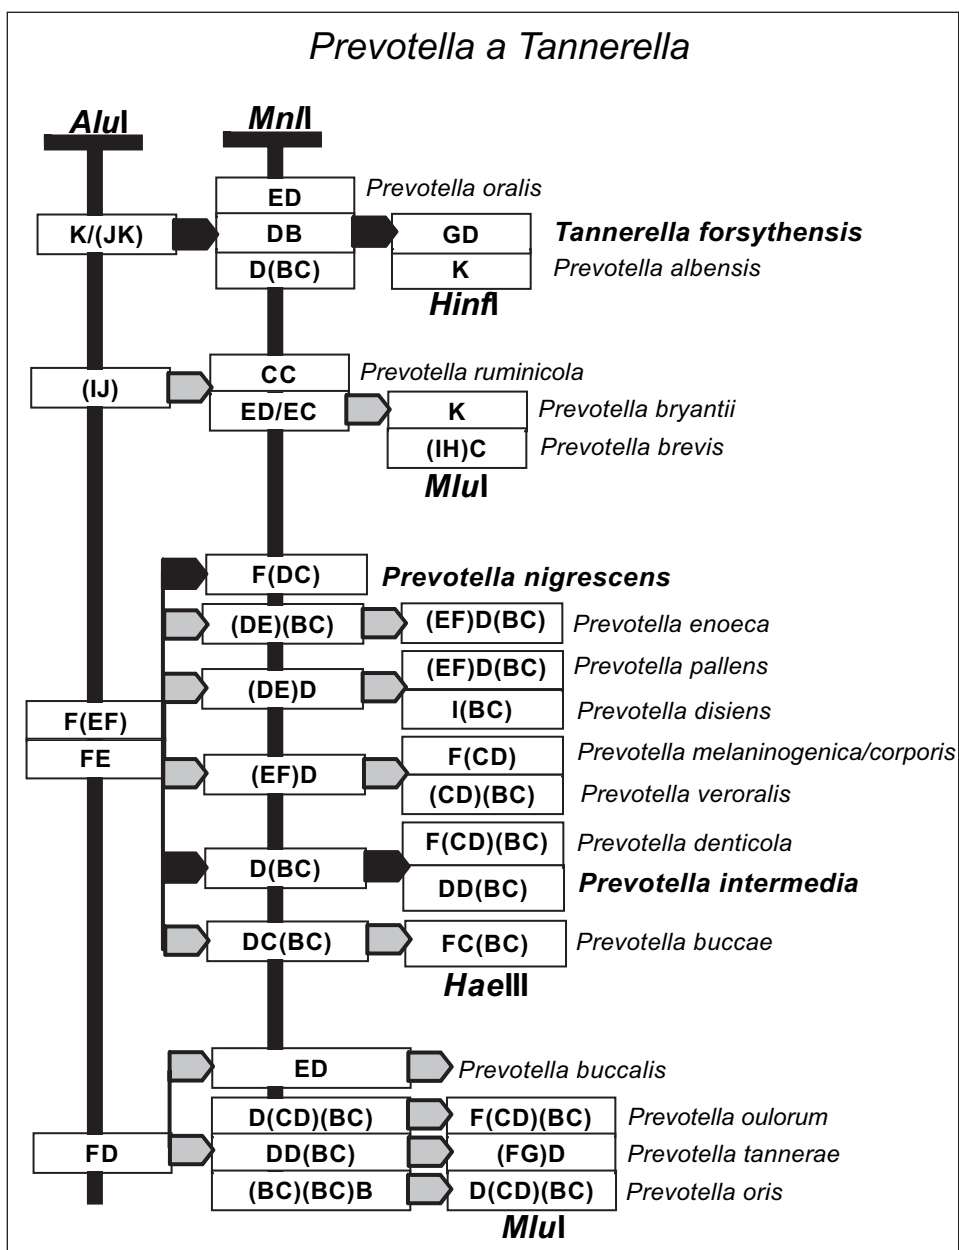 Prevotella a Tannerella
AluI
MnlI
ED
Prevotella oralis
K/(JK)
DB
GD
Tannerella forsythensis
D(BC)
K
Prevotella albensis
HinfI
(IJ)
CC
Prevotella ruminicola
ED/EC
K
Prevotella bryantii
(IH)C
Prevotella brevis
MluI
F(DC)
Prevotella nigrescens
(DE)(BC)
(EF)D(BC)
Prevotella enoeca
(DE)D
(EF)D(BC)
Prevotella pallens
I(BC)
Prevotella disiens
F(EF)
FE
(EF)D
F(CD)
Prevotella melaninogenica/corporis
(CD)(BC)
Prevotella veroralis
D(BC)
F(CD)(BC)
Prevotella denticola
DD(BC)
Prevotella intermedia
DC(BC)
FC(BC)
Prevotella buccae
HaeIII
ED
Prevotella buccalis
D(CD)(BC)
F(CD)(BC)
Prevotella oulorum
FD
DD(BC)
(FG)D
Prevotella tannerae
(BC)(BC)B
D(CD)(BC)
Prevotella oris
MluI